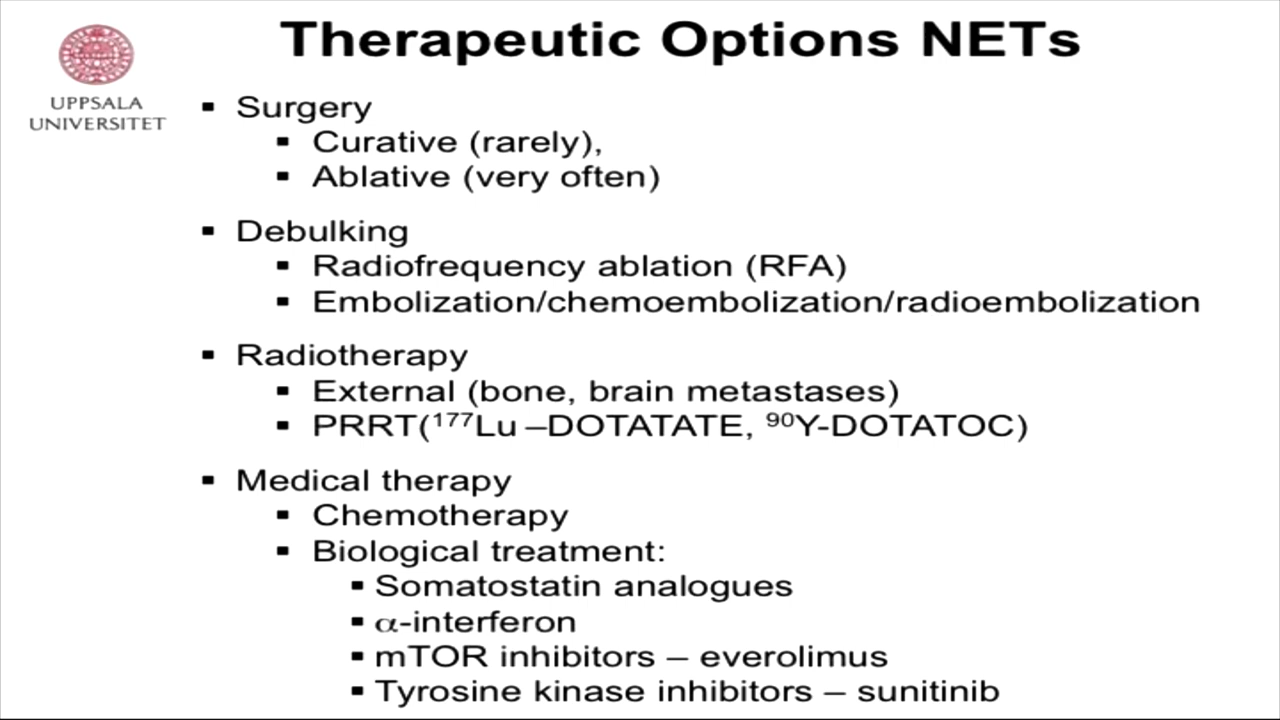 Therapeutic Options NETs
UPPSALA
UNIVERSITET
▪ Surgery
▪ Curative (rarely),
▪ Ablative (very often)
▪ Debulking
▪ Radiofrequency ablation (RFA)
▪ Embolization/chemoembolization/radioembolization
▪ Radiotherapy
▪ External (bone, brain metastases)
▪ PRRT(¹⁷⁷Lu –DOTATATE, ⁹⁰Y-DOTATOC)
▪ Medical therapy
▪ Chemotherapy
▪ Biological treatment:
▪ Somatostatin analogues
▪ α-interferon
▪ mTOR inhibitors – everolimus
▪ Tyrosine kinase inhibitors – sunitinib